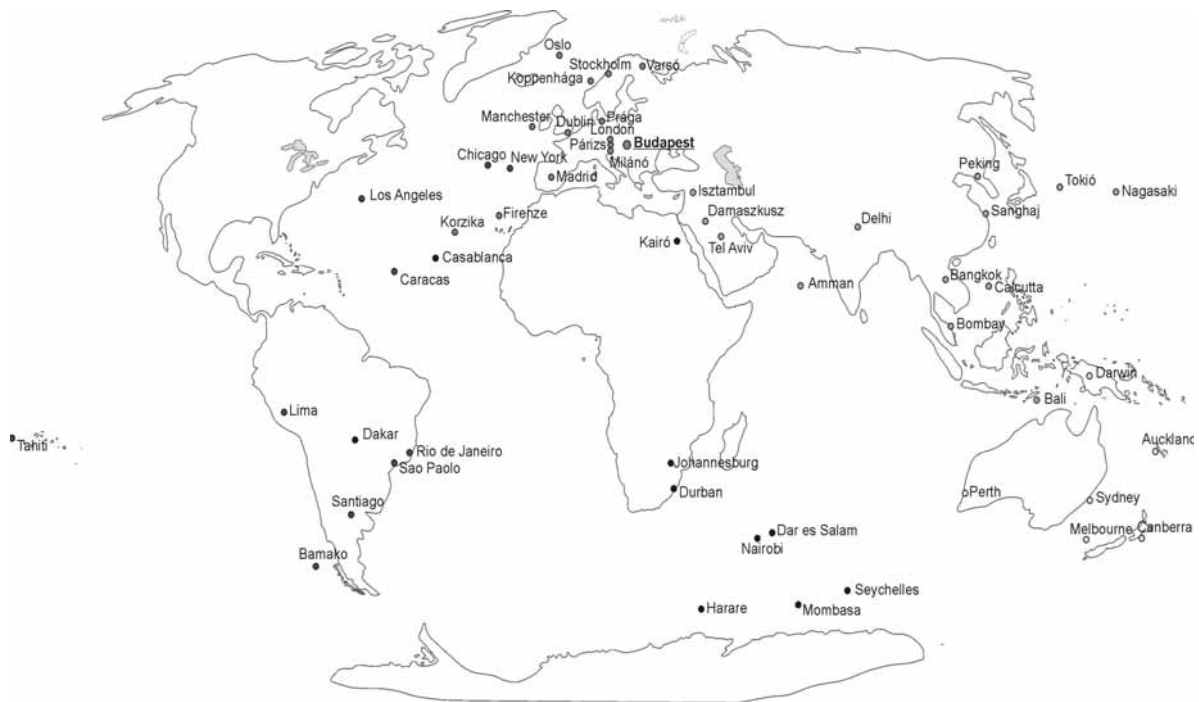 Oslo
Stockholm
Varsó
Koppenhága
Manchester
Dublin
Prága
London
Párizs
Budapest
Milánó
Chicago
New York
Madrid
Peking
Los Angeles
Isztambul
Tokió
Nagasaki
Korzika
Firenze
Damaszkusz
Delhi
Sanghaj
Kairó
Tel Aviv
Casablanca
Caracas
Amman
Bangkok
Calcutta
Bombay
Darwin
Bali
Lima
Tahiti
Dakar
Rio de Janeiro
Sao Paolo
Auckland
Johannesburg
Durban
Perth
Sydney
Santiago
Melbourne
Canberra
Dar es Salam
Nairobi
Bamako
Seychelles
Harare
Mombasa